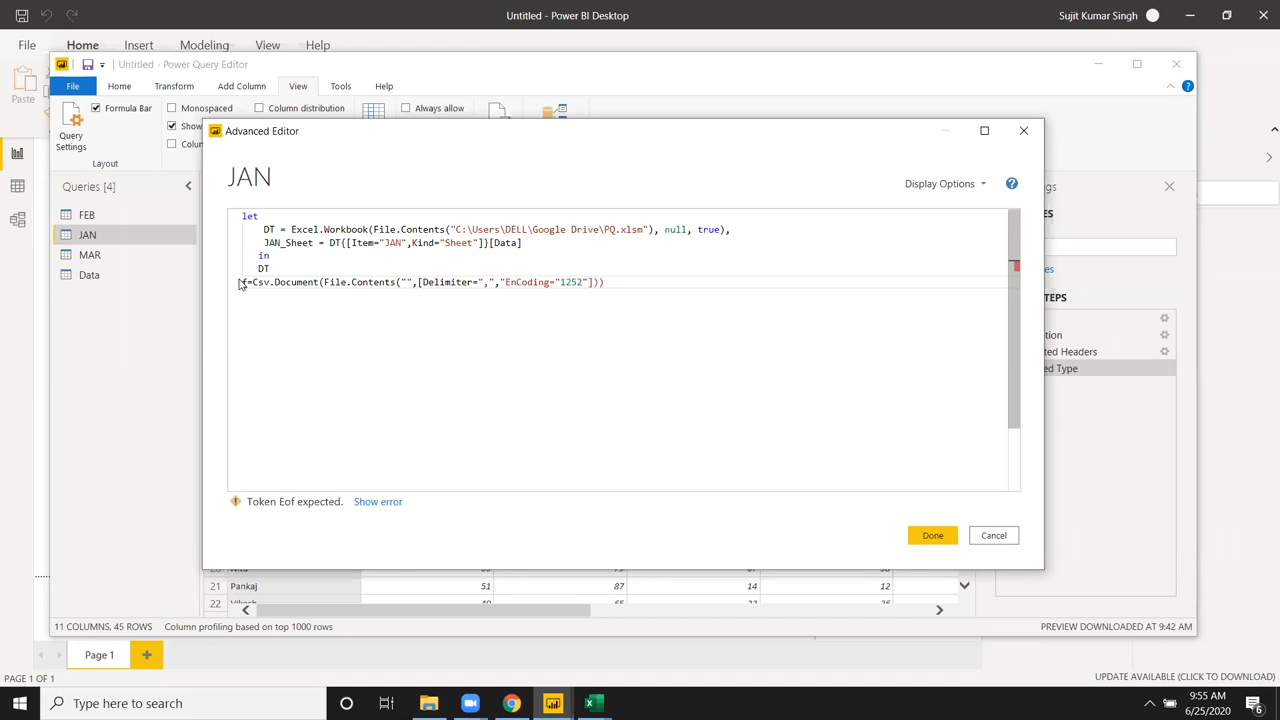 Untitled - Power BI Desktop
Sujit Kumar Singh
File Home Insert Modeling View Help
Untitled - Power Query Editor
File Home Transform Add Column View Tools Help
Paste
Formula Bar
Monospaced
Column distribution
Always allow
Query
Settings
Layout
Advanced Editor
Queries [4]
FEB
JAN
MAR
Data
JAN
Display Options
let
DT = Excel.Workbook(File.Contents("C:\Users\DELL\Google Drive\PQ.xlsm"), null, true),
JAN_Sheet = DT{[Item="JAN",Kind="Sheet"]}[Data]
in
DT
=Csv.Document(File.Contents("",[Delimiter=",","EnCoding="1252"]))
Token Eof expected. Show error
Done
Cancel
21 Pankaj 51 87 14 12
22
11 COLUMNS, 45 ROWS
Column profiling based on top 1000 rows
PREVIEW DOWNLOADED AT 9:42 AM
Page 1
PAGE 1 OF 1
UPDATE AVAILABLE (CLICK TO DOWNLOAD)
Type here to search
9:55 AM
6/25/2020
6